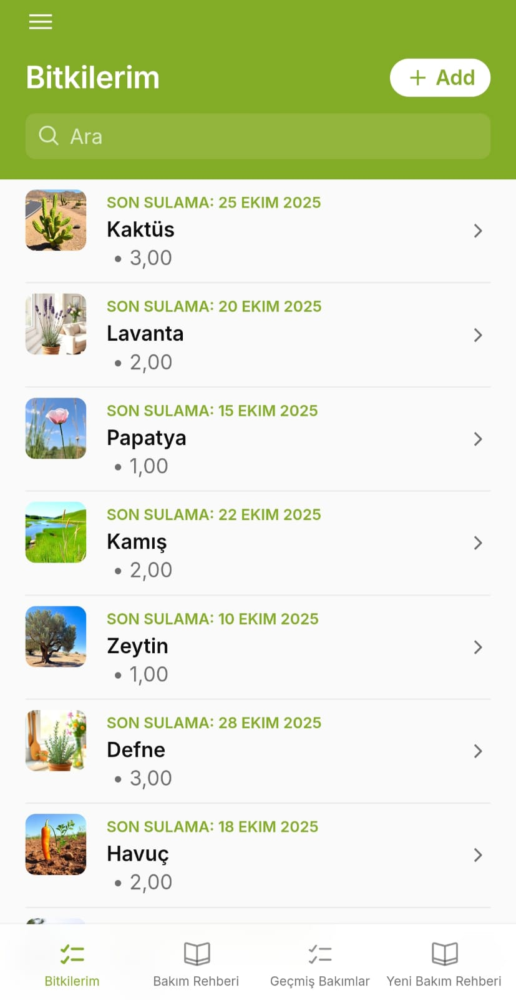 Bitkilerim
+ Add
Ara
SON SULAMA: 25 EKIM 2025
Kaktüs
• 3,00
SON SULAMA: 20 EKIM 2025
Lavanta
• 2,00
SON SULAMA: 15 EKIM 2025
Papatya
• 1,00
SON SULAMA: 22 EKIM 2025
Kamış
• 2,00
SON SULAMA: 10 EKIM 2025
Zeytin
• 1,00
SON SULAMA: 28 EKIM 2025
Defne
• 3,00
SON SULAMA: 18 EKIM 2025
Havuç
• 2,00
Bitkilerim
Bakım Rehberi
Geçmiş Bakımlar
Yeni Bakım Rehberi